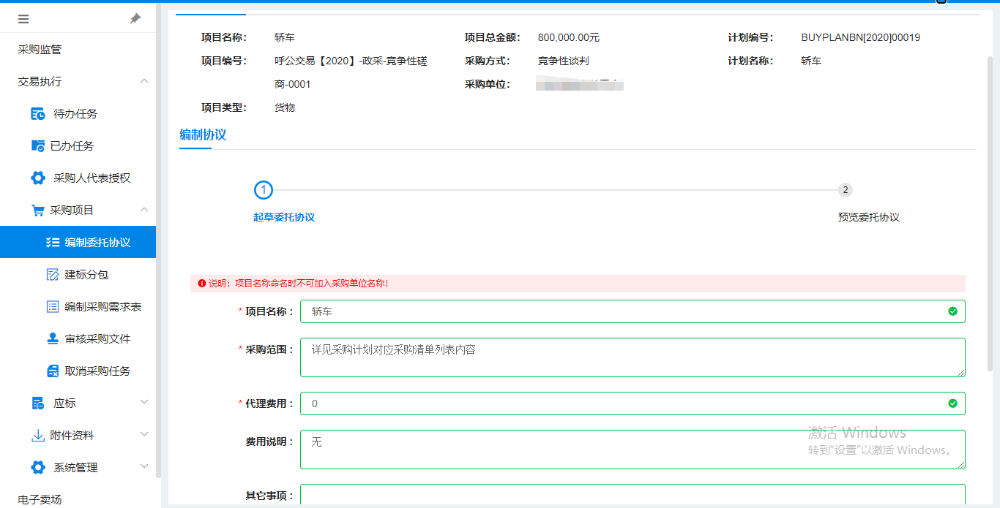 采购监管
交易执行
待办任务
已办任务
采购人代表授权
采购项目
编制委托协议
建标分包
编制采购需求表
审核采购文件
取消采购任务
应标
附件资料
系统管理
电子卖场
项目名称： 轿车 项目总金额： 800,000.00元 计划编号： BUYPLANBN[2020]00019
项目编号： 呼公交易【2020】-政采-竞争性磋 采购方式： 竞争性谈判 计划名称： 轿车
商-0001 采购单位：
项目类型： 货物
编制协议
1 2
起草委托协议 预览委托协议
说明：项目名称命名时不可加入采购单位名称！
* 项目名称： 轿车
* 采购范围： 详见采购计划对应采购清单列表内容
* 代理费用： 0
费用说明： 无
激活 Windows
转到"设置"以激活 Windows。
其它事项：